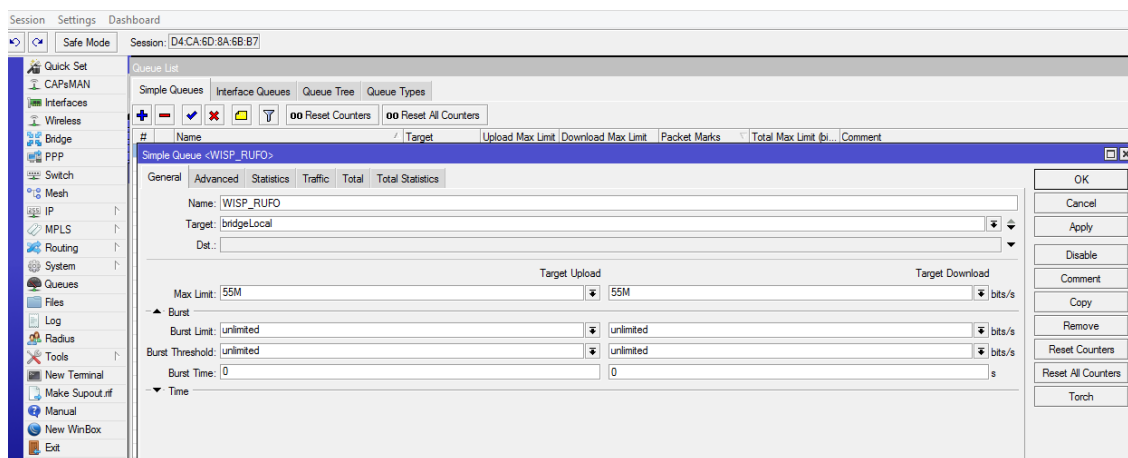 Session Settings Dashboard
Safe Mode Session: D4:CA:6D:8A:6B:B7
Quick Set
CAPsMAN
Interfaces
Wireless
Bridge
PPP
Switch
Mesh
IP
MPLS
Routing
System
Queues
Files
Log
Radius
Tools
New Terminal
Make Supout.rif
Manual
New WinBox
Exit
Queue List
Simple Queues Interface Queues Queue Tree Queue Types
00 Reset Counters 00 Reset All Counters
# Name Target Upload Max Limit Download Max Limit Packet Marks Total Max Limit (bi... Comment
Simple Queue <WISP_RUFO>
General Advanced Statistics Traffic Total Total Statistics
Name: WISP_RUFO
Target: bridgeLocal
Dst.:
Target Upload Target Download
Max Limit: 55M 55M bits/s
Burst
Burst Limit: unlimited unlimited bits/s
Burst Threshold: unlimited unlimited bits/s
Burst Time: 0 0 s
Time
OK
Cancel
Apply
Disable
Comment
Copy
Remove
Reset Counters
Reset All Counters
Torch